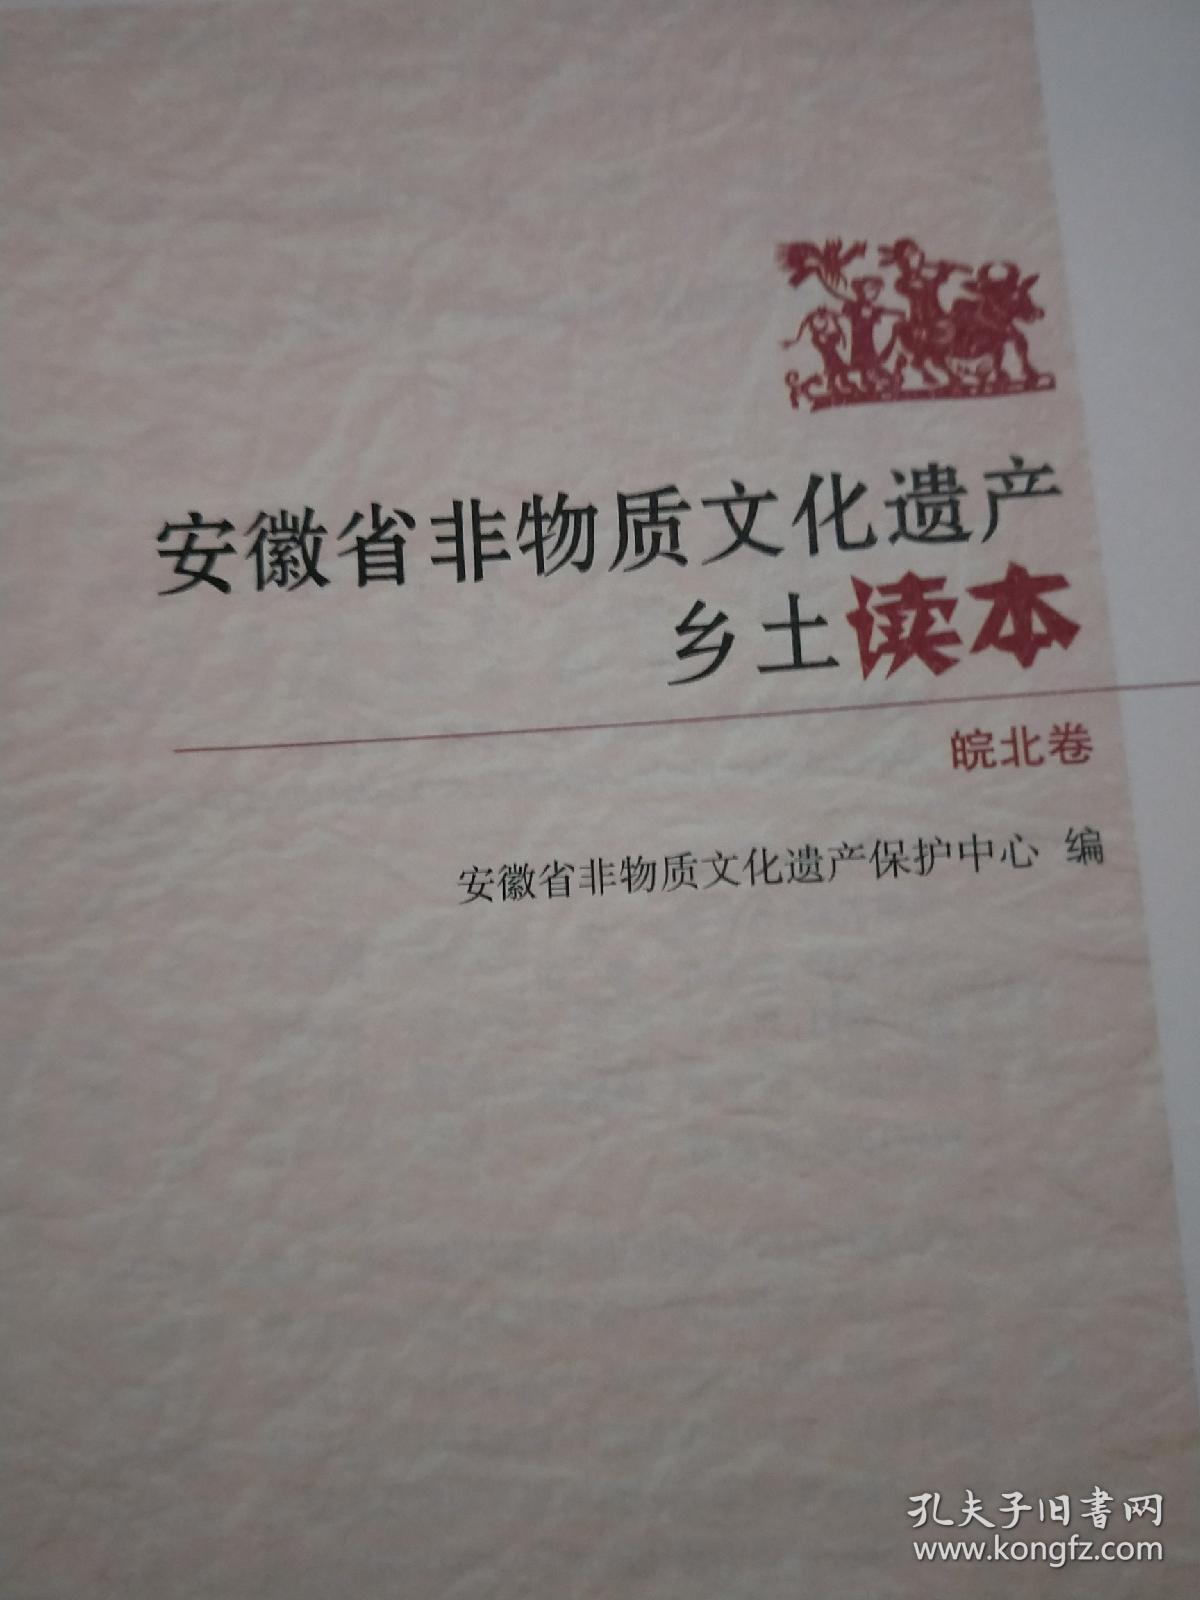 安徽省非物质文化遗产
乡土读本
皖北卷
安徽省非物质文化遗产保护中心 编
孔夫子旧书网
www.kongfz.com